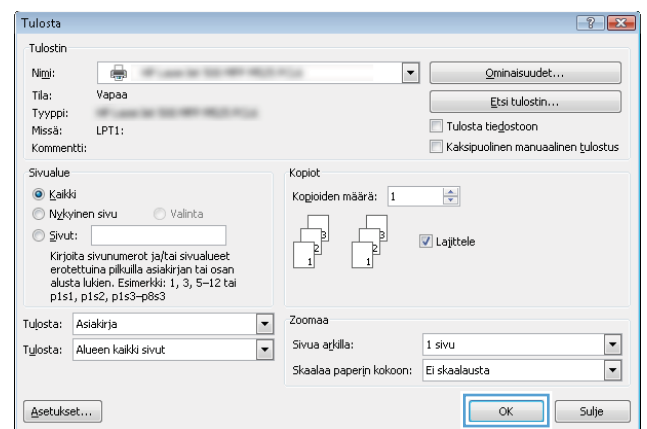 Tulosta
Tulostin
Nimi:
Ominaisuudet...
Tila: Vapaa
Etsi tulostin...
Tyyppi:
Missä: LPT1:
Tulosta tiedostoon
Kommentti:
Kaksipuolinen manuaalinen tulostus
Sivualue
Kaikki
Nykyinen sivu Valinta
Sivut:
Kirjoita sivunumerot ja/tai sivualueet
erotettuina pilkuilla asiakirjan tai osan
alusta lukien. Esimerkki: 1, 3, 5–12 tai
p1s1, p1s2, p1s3–p8s3
Kopiot
Kopioiden määrä: 1
3 3
2 2
1 1
Lajittele
Tulosta: Asiakirja
Tulosta: Alueen kaikki sivut
Zoomaa
Sivua arkilla: 1 sivu
Skaalaa paperin kokoon: Ei skaalausta
Asetukset...
OK Sulje